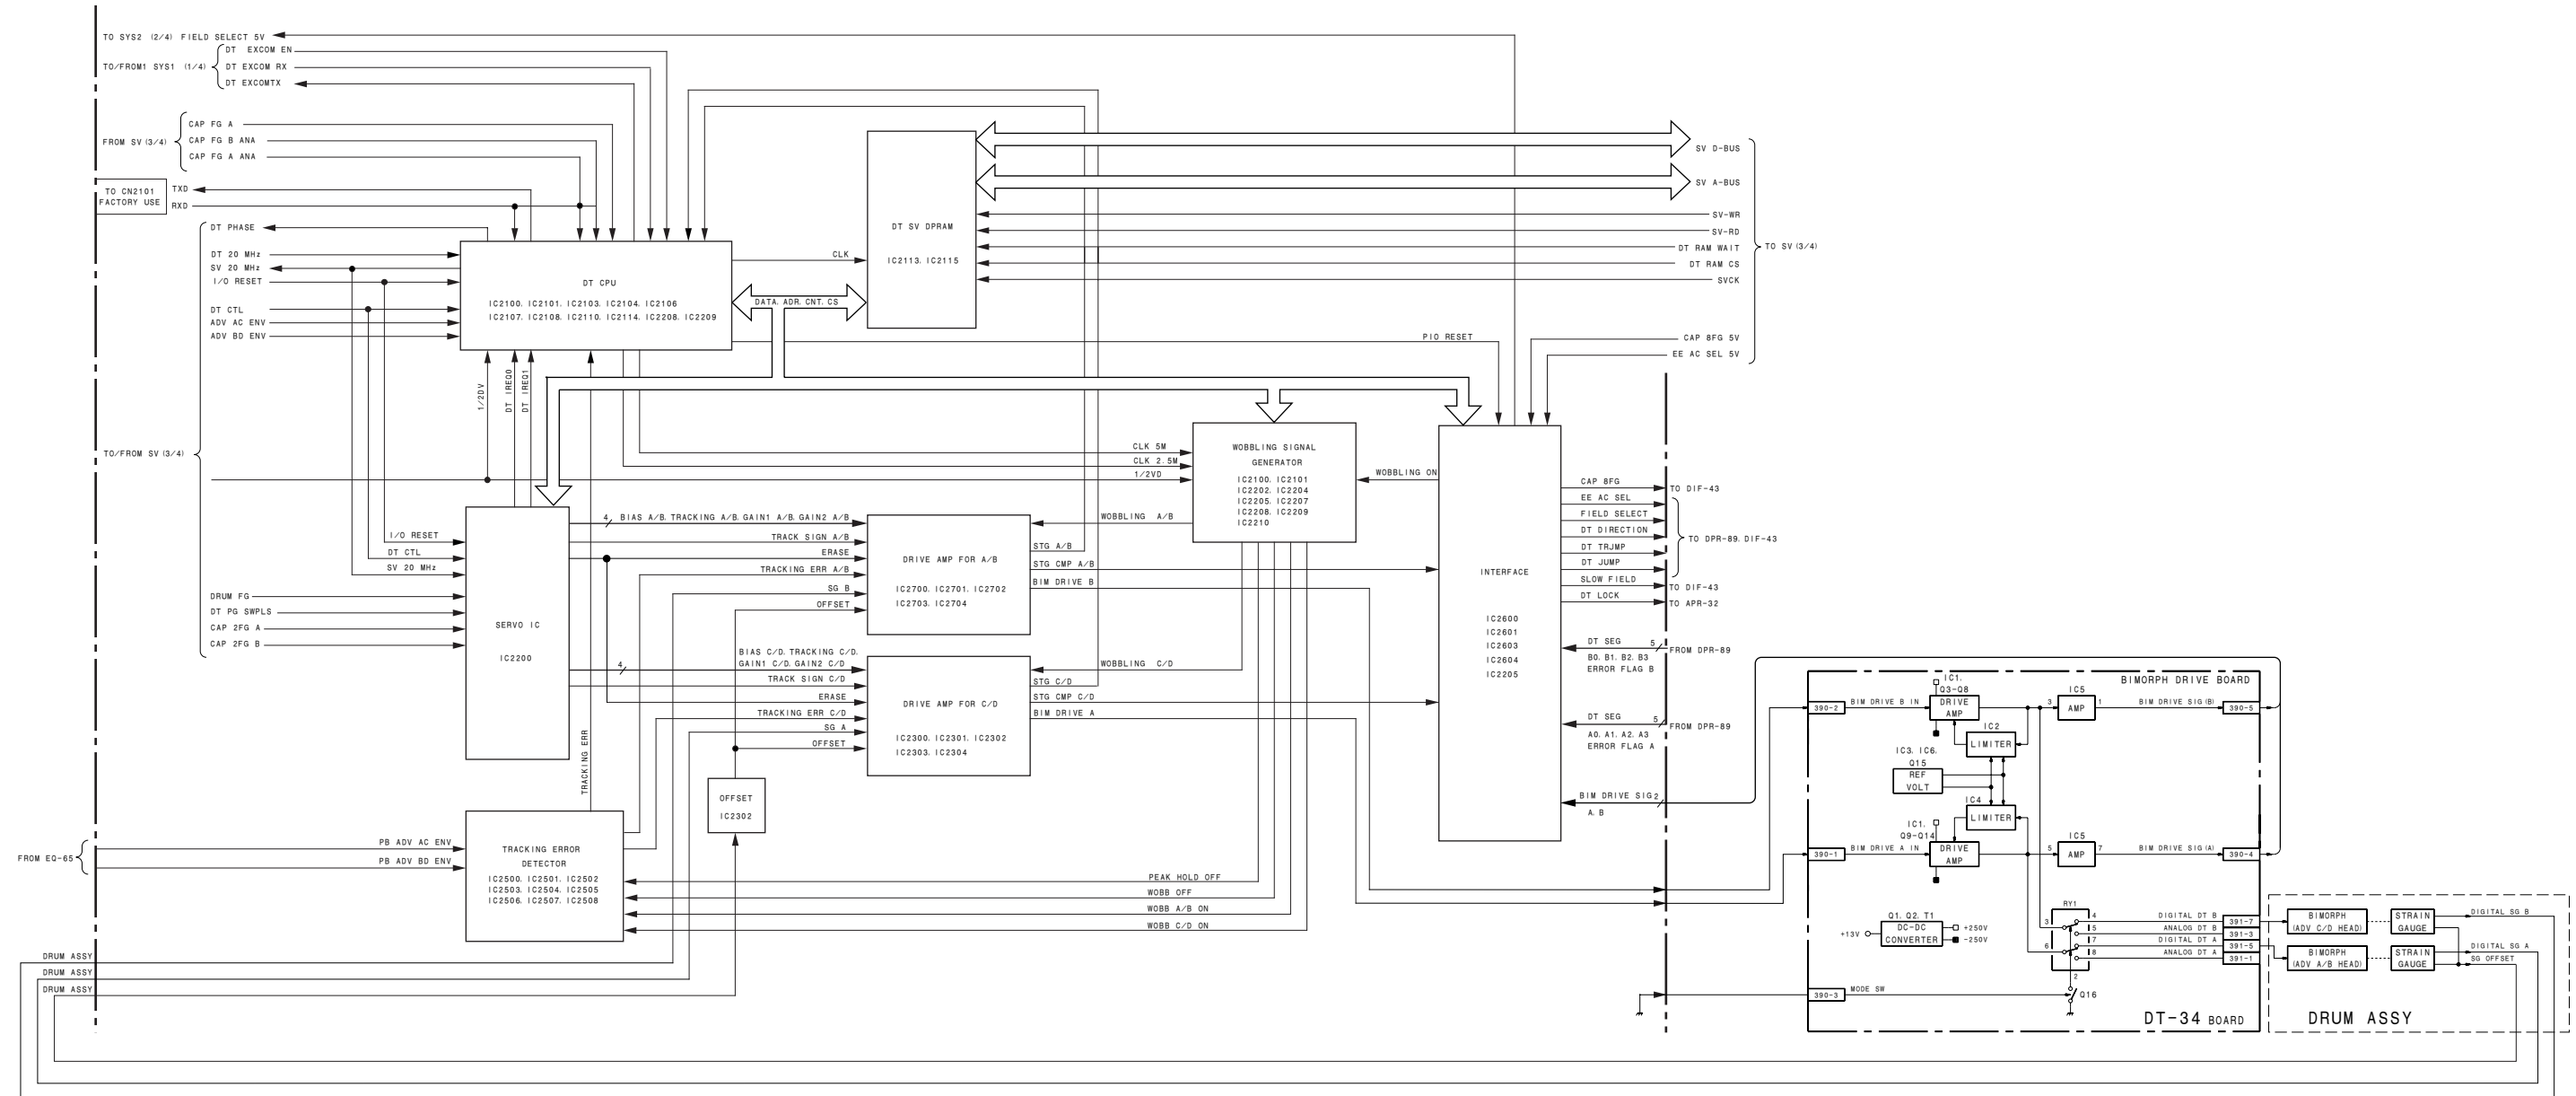 TO SYS2 (2/4) FIELD SELECT 5V
TO/FROM1 SYS1 (1/4)
DT EXCOM EN
DT EXCOM RX
DT EXCOMTX
FROM SV (3/4)
CAP FG A
CAP FG B ANA
CAP FG A ANA
TO CN2101
FACTORY USE
TXD
RXD
DT PHASE
DT 20 MHz
SV 20 MHz
I/O RESET
DT CTL
ADV AC ENV
ADV BD ENV
TO/FROM SV (3/4)
DT CPU
IC2100, IC2101, IC2103, IC2104, IC2106
IC2107, IC2108, IC2110, IC2114, IC2208, IC2209
CLK
DATA, ADR, CNT, CS
DT SV DPRAM
IC2113, IC2115
SV D-BUS
SV A-BUS
SV-WR
SV-RD
DT RAM WAIT
DT RAM CS
SVCK
TO SV (3/4)
CAP 8FG 5V
EE AC SEL 5V
PIO RESET
1/2DV
DT IREQ0
DT IREQ1
CLK 5M
CLK 2.5M
1/2VD
WOBBLING SIGNAL
GENERATOR
IC2100, IC2101
IC2202, IC2204
IC2205, IC2207
IC2208, IC2209
IC2210
WOBBLING ON
I/O RESET
DT CTL
SV 20 MHz
DRUM FG
DT PG SWPLS
CAP 2FG A
CAP 2FG B
SERVO IC
IC2200
4
BIAS A/B, TRACKING A/B, GAIN1 A/B, GAIN2 A/B
TRACK SIGN A/B
ERASE
TRACKING ERR A/B
SG B
OFFSET
DRIVE AMP FOR A/B
IC2700, IC2701, IC2702
IC2703, IC2704
WOBBLING A/B
STG A/B
STG CMP A/B
BIM DRIVE B
BIAS C/D, TRACKING C/D,
4
GAIN1 C/D, GAIN2 C/D
TRACK SIGN C/D
ERASE
TRACKING ERR C/D
SG A
OFFSET
DRIVE AMP FOR C/D
IC2300, IC2301, IC2302
IC2303, IC2304
WOBBLING C/D
STG C/D
STG CMP C/D
BIM DRIVE A
TRACKING ERR
OFFSET
IC2302
INTERFACE
IC2600
IC2601
IC2603
IC2604
IC2205
CAP 8FG
TO DIF-43
EE AC SEL
FIELD SELECT
DT DIRECTION
DT TRJMP
DT JUMP
TO DPR-89, DIF-43
SLOW FIELD
TO DIF-43
DT LOCK
TO APR-32
DT SEG
5
FROM DPR-89
B0, B1, B2, B3
ERROR FLAG B
DT SEG
5
FROM DPR-89
A0, A1, A2, A3
ERROR FLAG A
BIM DRIVE SIG
2
A, B
FROM EQ-65
PB ADV AC ENV
PB ADV BD ENV
TRACKING ERROR
DETECTOR
IC2500, IC2501, IC2502
IC2503, IC2504, IC2505
IC2506, IC2507, IC2508
PEAK HOLD OFF
WOBB OFF
WOBB A/B ON
WOBB C/D ON
DRUM ASSY
DRUM ASSY
DRUM ASSY
BIMORPH DRIVE BOARD
390-2
BIM DRIVE B IN
IC1,
Q3-Q8
DRIVE
AMP
3
IC5
AMP
1
BIM DRIVE SIG(B)
390-5
IC2
LIMITER
IC3, IC6,
Q15
REF
VOLT
IC4
LIMITER
390-1
BIM DRIVE A IN
IC1,
Q9-Q14
DRIVE
AMP
5
IC5
AMP
7
BIM DRIVE SIG(A)
390-4
+13V
Q1, Q2, T1
DC-DC
CONVERTER
+250V
-250V
RY1
3
4
5
6
7
8
2
DIGITAL DT B
ANALOG DT B
DIGITAL DT A
ANALOG DT A
391-7
391-3
391-5
391-1
390-3
MODE SW
Q16
DT-34 BOARD
BIMORPH
(ADV C/D HEAD)
STRAIN
GAUGE
DIGITAL SG B
BIMORPH
(ADV A/B HEAD)
STRAIN
GAUGE
DIGITAL SG A
SG OFFSET
DRUM ASSY